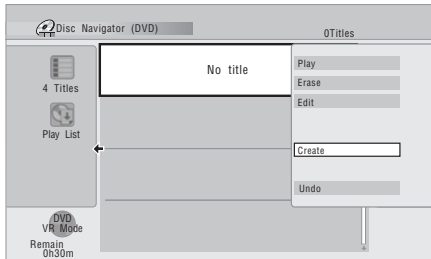 Disc Navigator (DVD)
0Titles
4 Titles
Play List
No title
Play
Erase
Edit
Create
Undo
DVD
VR Mode
Remain
0h30m